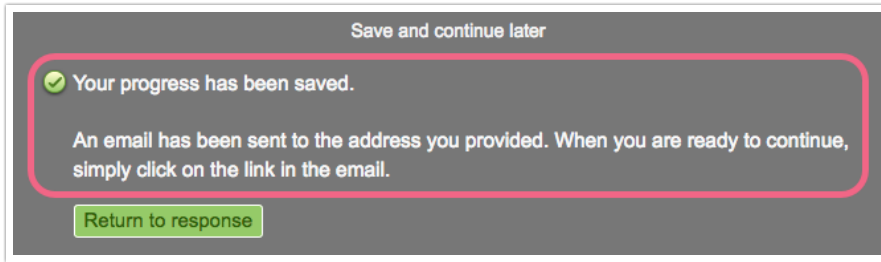 Save and continue later
Your progress has been saved.
An email has been sent to the address you provided. When you are ready to continue,
simply click on the link in the email.
Return to response